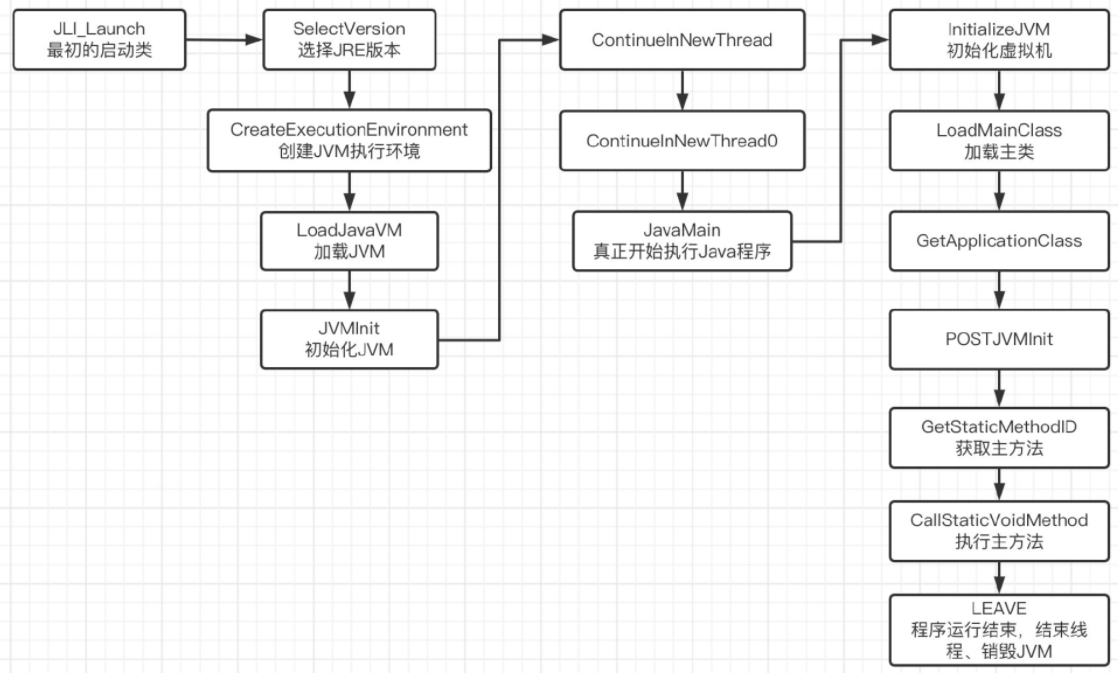 JLI_Launch
最初的启动类
SelectVersion
选择JRE版本
CreateExecutionEnvironment
创建JVM执行环境
LoadJavaVM
加载JVM
JVMInit
初始化JVM
ContinueInNewThread
ContinueInNewThread0
JavaMain
真正开始执行Java程序
InitializeJVM
初始化虚拟机
LoadMainClass
加载主类
GetApplicationClass
POSTJVMInit
GetStaticMethodID
获取主方法
CallStaticVoidMethod
执行主方法
LEAVE
程序运行结束，结束线
程、销毁JVM